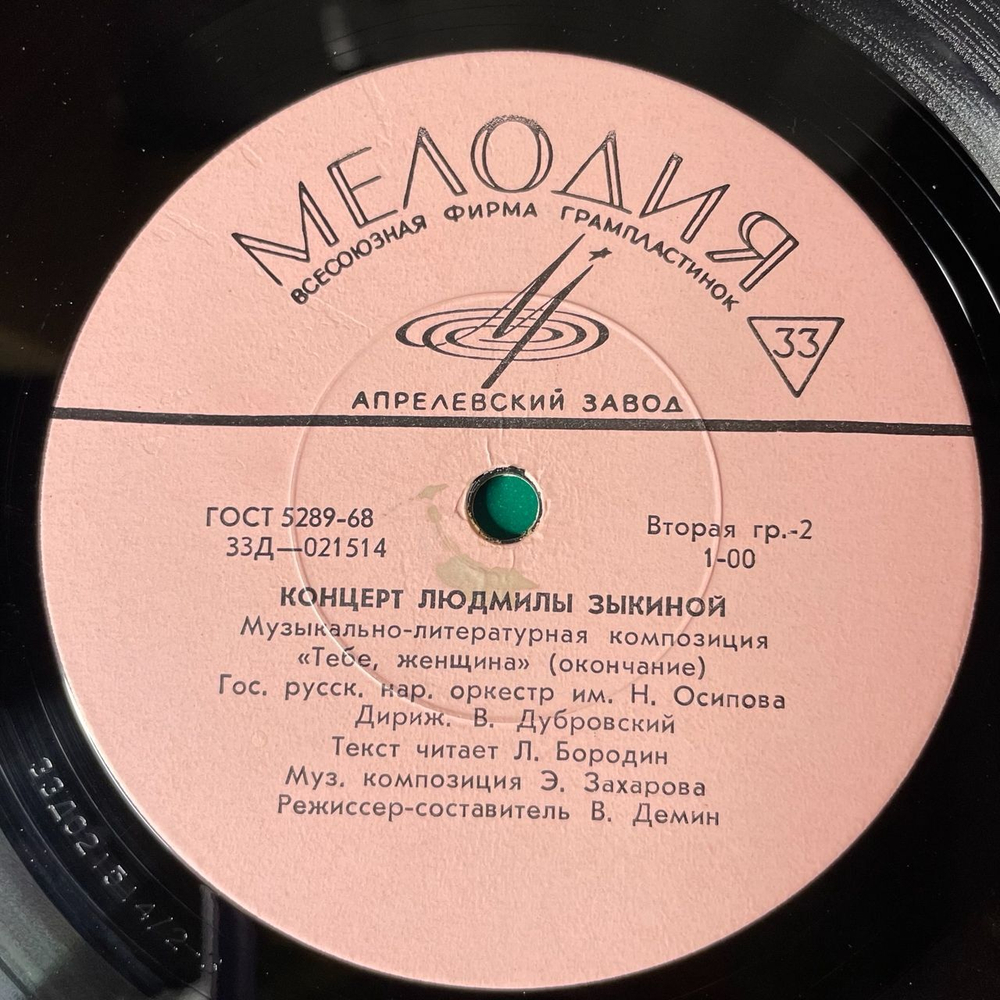 МЕЛОДИЯ
ВСЕСОЮЗНАЯ ФИРМА ГРАМПЛАСТИНОК
33
АПРЕЛЕВСКИЙ ЗАВОД
ГОСТ 5289-68
33Д—021514
Вторая гр.-2
1-00
КОНЦЕРТ ЛЮДМИЛЫ ЗЫКИНОЙ
Музыкально-литературная композиция
«Тебе, женщина» (окончание)
Гос. русск. нар. оркестр им. Н. Осипова
Дириж. В. Дубровский
Текст читает Л. Бородин
Муз. композиция Э. Захарова
Режиссер-составитель В. Демин
33Д021514/2